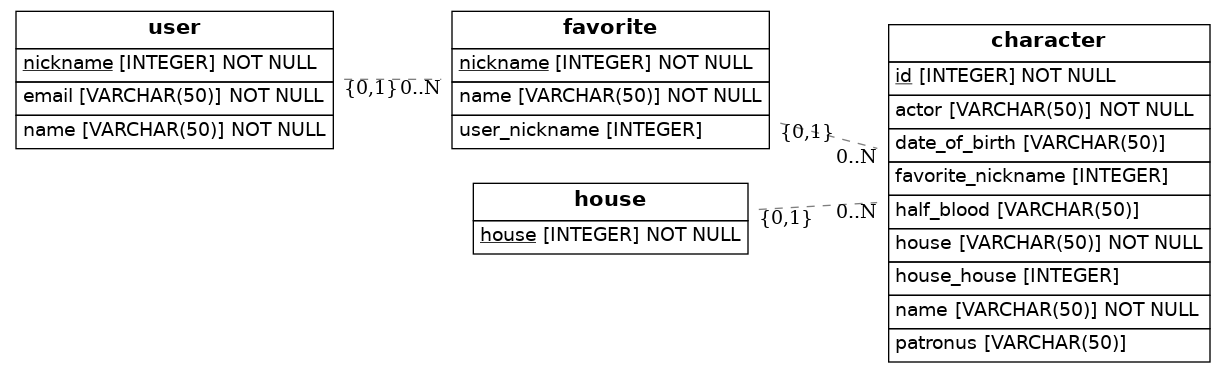 user
nickname [INTEGER] NOT NULL
email [VARCHAR(50)] NOT NULL
name [VARCHAR(50)] NOT NULL
{0,1}
0..N
favorite
nickname [INTEGER] NOT NULL
name [VARCHAR(50)] NOT NULL
user_nickname [INTEGER]
{0,1}
0..N
house
house [INTEGER] NOT NULL
{0,1}
0..N
character
id [INTEGER] NOT NULL
actor [VARCHAR(50)] NOT NULL
date_of_birth [VARCHAR(50)]
favorite_nickname [INTEGER]
half_blood [VARCHAR(50)]
house [VARCHAR(50)] NOT NULL
house_house [INTEGER]
name [VARCHAR(50)] NOT NULL
patronus [VARCHAR(50)]